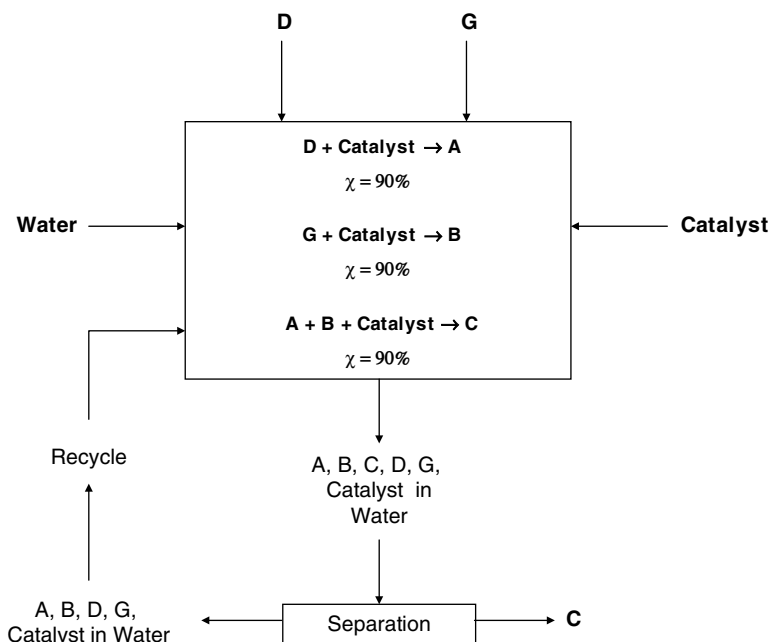 D
G
D + Catalyst → A
χ = 90%
Water
Catalyst
G + Catalyst → B
χ = 90%
A + B + Catalyst → C
χ = 90%
Recycle
A, B, C, D, G,
Catalyst in
Water
A, B, D, G,
Catalyst in Water
Separation
C